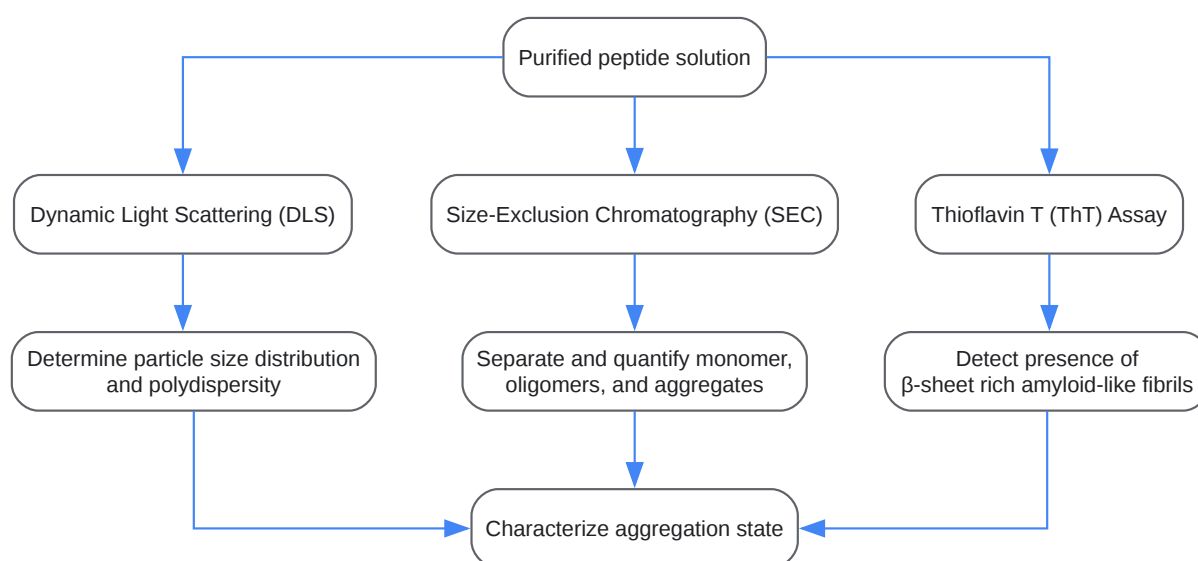 Purified peptide solution
Dynamic Light Scattering (DLS)
Size-Exclusion Chromatography (SEC)
Thioflavin T (ThT) Assay
Determine particle size distribution
and polydispersity
Separate and quantify monomer,
oligomers, and aggregates
Detect presence of
β-sheet rich amyloid-like fibrils
Characterize aggregation state